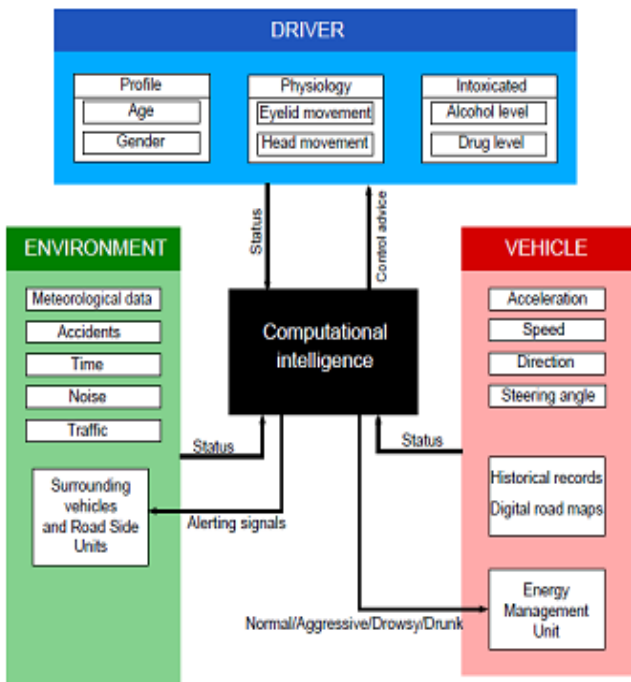 DRIVER
Profile
Age
Gender
Physiology
Eyelid movement
Head movement
Intoxicated
Alcohol level
Drug level
Status
Control advice
ENVIRONMENT
Meteorological data
Accidents
Time
Noise
Traffic
Surrounding
vehicles
and Road Side
Units
Computational
intelligence
VEHICLE
Acceleration
Speed
Direction
Steering angle
Historical records
Digital road maps
Energy
Management
Unit
Status
Status
Alerting signals
Normal/Aggressive/Drowsy/Drunk